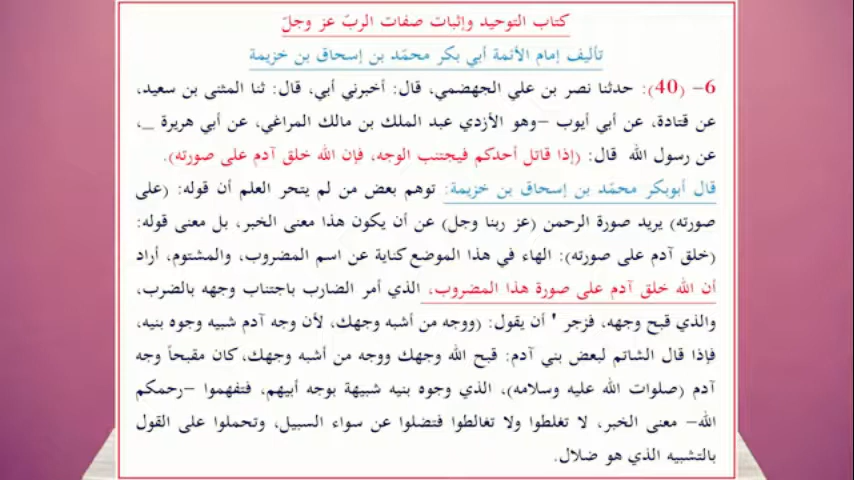 كتاب التوحيد وإثبات صفات الربّ عز وجلّ
تأليف إمام الأئمة أبي بكر محمّد بن إسحاق بن خزيمة
6- (40): حدثنا نصر بن علي الجهضمي، قال: أخبرني أبي، قال: ثنا المثنى بن سعيد،
عن قتادة، عن أبي أيوب –وهو الأزدي عبد الملك بن مالك المراغي، عن أبي هريرة _،
عن رسول الله قال: (إذا قاتل أحدكم فيجتنب الوجه، فإن الله خلق آدم على صورته).
قال أبوبكر محمّد بن إسحاق بن خزيمة: توهم بعض من لم يتحر العلم أن قوله: (على
صورته) يريد صورة الرحمن (عز ربنا وجل) عن أن يكون هذا معنى الخبر، بل معنى قوله:
(خلق آدم على صورته): الهاء في هذا الموضع كناية عن اسم المضروب، والمشتوم، أراد
أن الله خلق آدم على صورة هذا المضروب، الذي أمر الضارب باجتناب وجهه بالضرب،
والذي قبح وجهه، فزجر ' أن يقول: (ووجه من أشبه وجهك، لأن وجه آدم شبيه وجوه بنيه،
فإذا قال الشاتم لبعض بني آدم: قبح الله وجهك ووجه من أشبه وجهك، كان مقبحاً وجه
آدم (صلوات الله عليه وسلامه)، الذي وجوه بنيه شبيهة بوجه أبيهم، فتفهموا –رحمكم
الله– معنى الخبر، لا تغلطوا ولا تغالطوا فتضلوا عن سواء السبيل، وتحملوا على القول
بالتشبيه الذي هو ضلال.